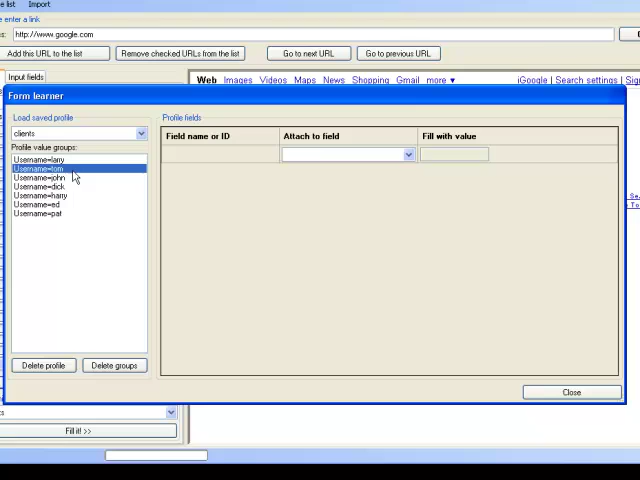 e list Import
e enter a link
s: http://www.google.com
Add this URL to the list Remove checked URLs from the list Go to next URL Go to previous URL
Input fields
Web Images Videos Maps News Shopping Gmail more ▼ iGoogle | Search settings | Sign
Form learner
Load saved profile
clients
Profile value groups:
Username=larry
Username=tom
Username=john
Username=dick
Username=harry
Username=ed
Username=pat
Profile fields
Field name or ID Attach to field Fill with value
Delete profile Delete groups
Close
Fill it! >>